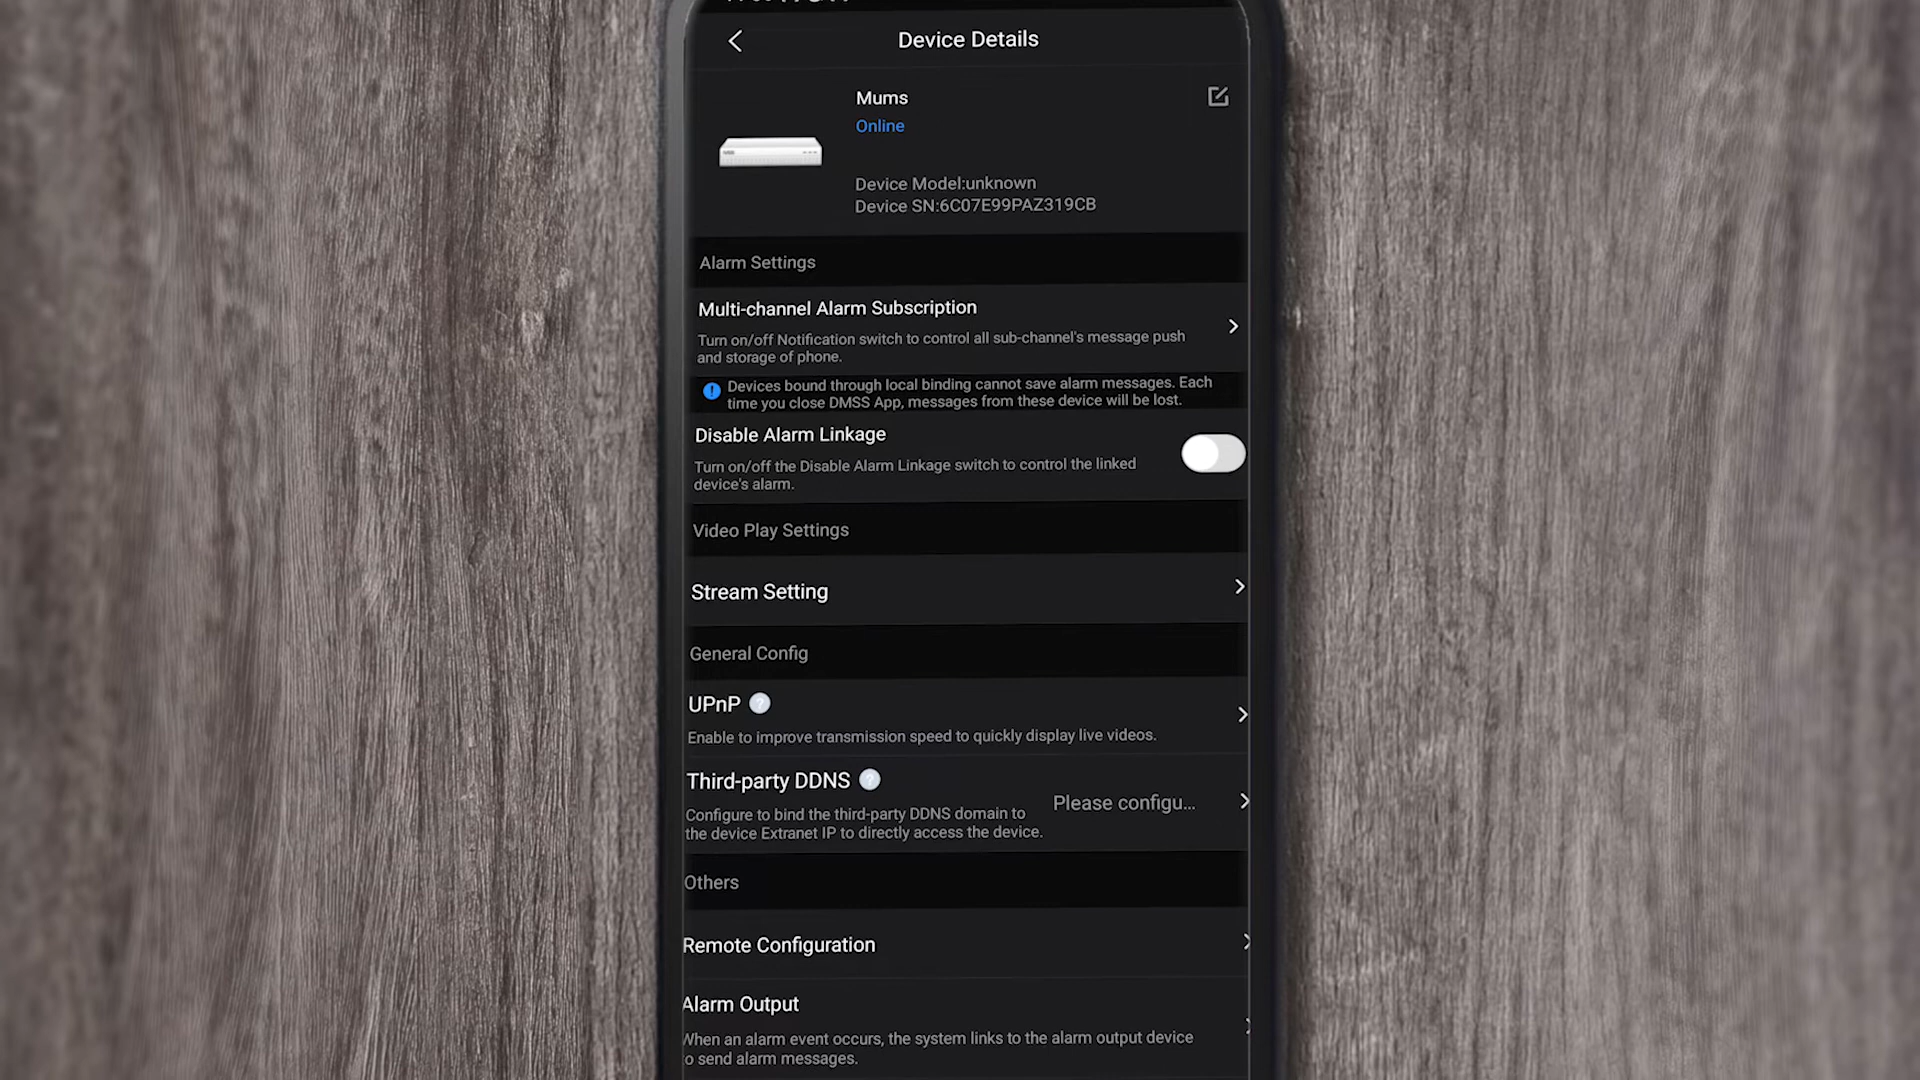 Device Details
Mums
Online
Device Model:unknown
Device SN:6C07E99PAZ319CB
Alarm Settings
Multi-channel Alarm Subscription
Turn on/off Notification switch to control all sub-channel's message push
and storage of phone.
Devices bound through local binding cannot save alarm messages. Each
time you close DMSS App, messages from these device will be lost.
Disable Alarm Linkage
Turn on/off the Disable Alarm Linkage switch to control the linked
device's alarm.
Video Play Settings
Stream Setting
General Config
UPnP ?
Enable to improve transmission speed to quickly display live videos.
Third-party DDNS ?
Please configu...
Configure to bind the third-party DDNS domain to
the device Extranet IP to directly access the device.
Others
Remote Configuration
Alarm Output
When an alarm event occurs, the system links to the alarm output device
to send alarm messages.